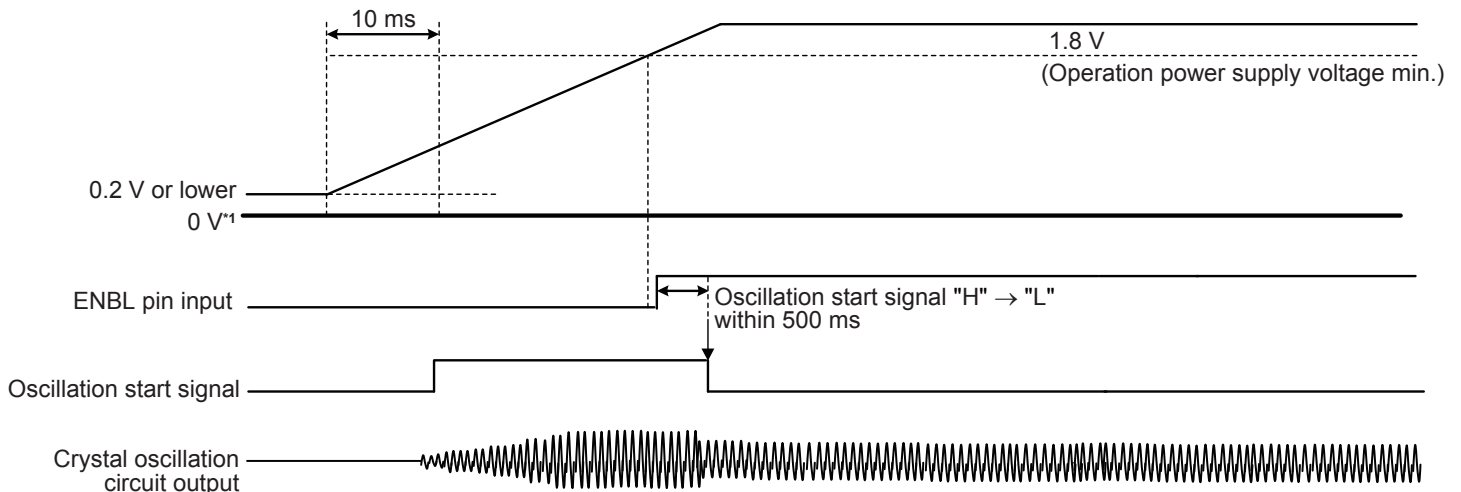 10 ms
1.8 V
(Operation power supply voltage min.)
0.2 V or lower
0 V*1
ENBL pin input
Oscillation start signal "H" → "L"
within 500 ms
Oscillation start signal
Crystal oscillation
circuit output